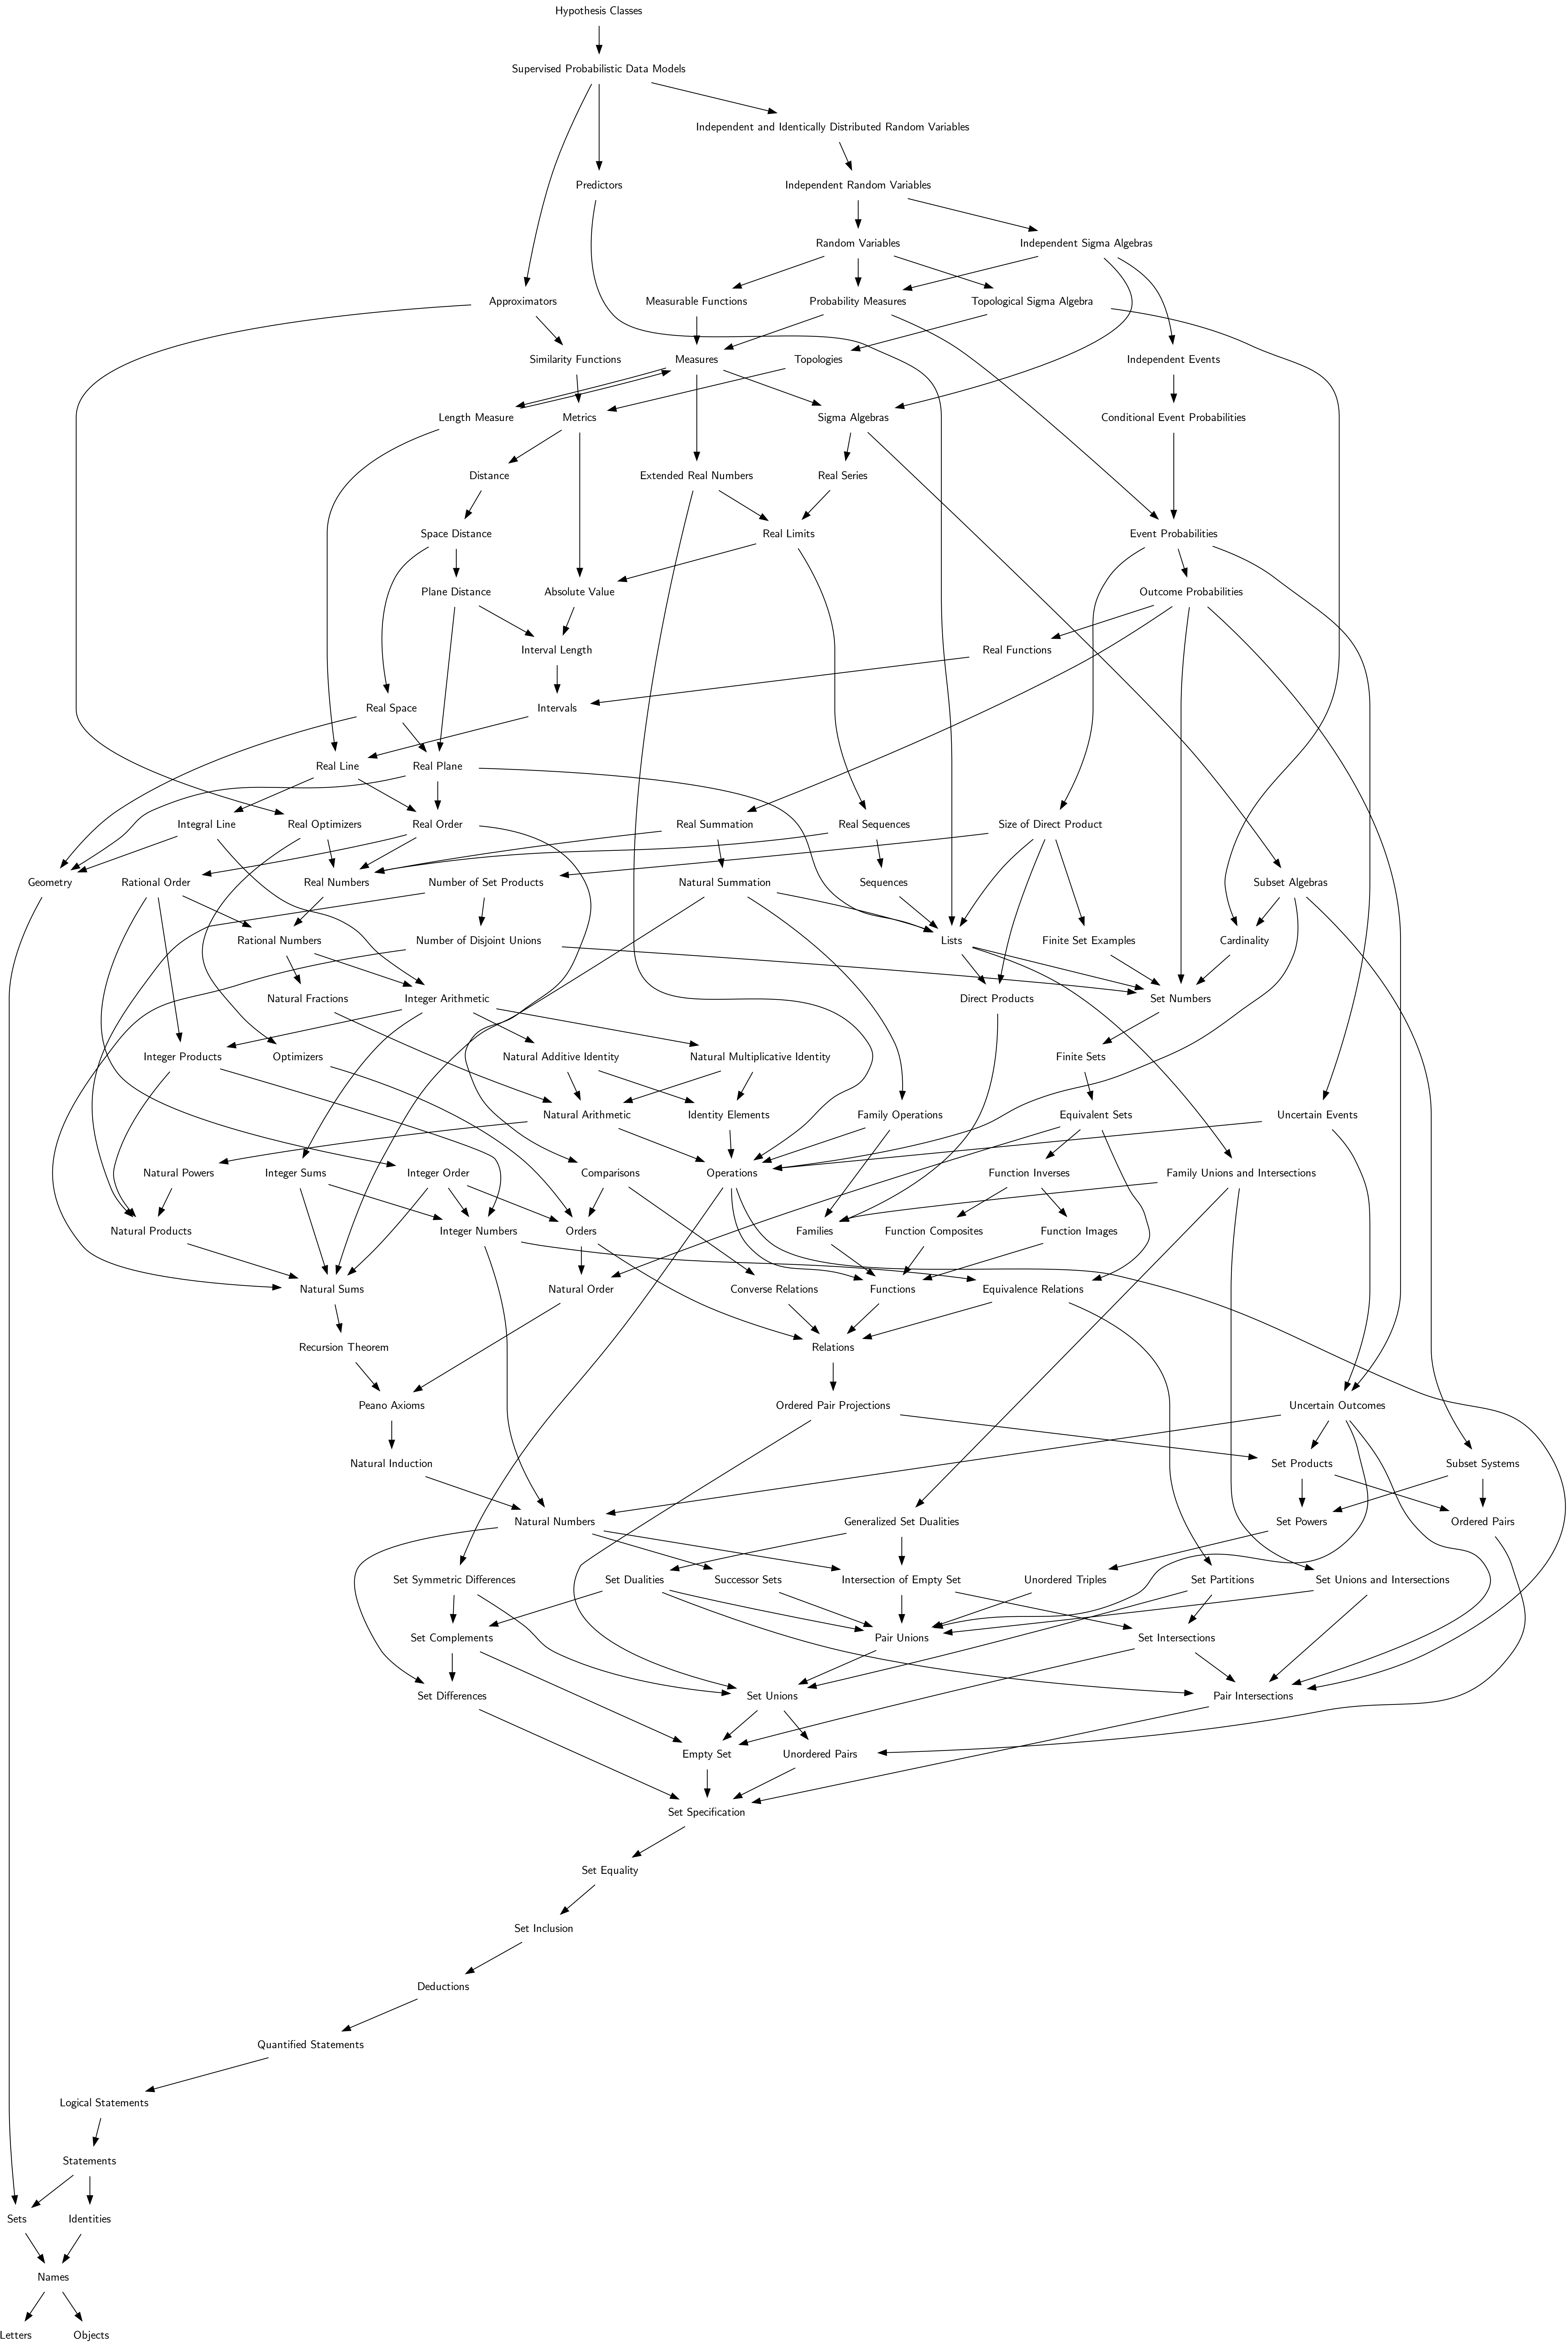 Hypothesis Classes
Supervised Probabilistic Data Models
Independent and Identically Distributed Random Variables
Predictors
Independent Random Variables
Random Variables
Independent Sigma Algebras
Approximators
Measurable Functions
Probability Measures
Topological Sigma Algebra
Similarity Functions
Measures
Topologies
Independent Events
Length Measure
Metrics
Sigma Algebras
Conditional Event Probabilities
Distance
Extended Real Numbers
Real Series
Space Distance
Real Limits
Event Probabilities
Plane Distance
Absolute Value
Outcome Probabilities
Interval Length
Real Functions
Real Space
Intervals
Real Line
Real Plane
Integral Line
Real Optimizers
Real Order
Real Summation
Real Sequences
Size of Direct Product
Geometry
Rational Order
Real Numbers
Number of Set Products
Natural Summation
Sequences
Subset Algebras
Rational Numbers
Number of Disjoint Unions
Lists
Finite Set Examples
Cardinality
Natural Fractions
Integer Arithmetic
Direct Products
Set Numbers
Integer Products
Optimizers
Natural Additive Identity
Natural Multiplicative Identity
Finite Sets
Natural Arithmetic
Identity Elements
Family Operations
Equivalent Sets
Uncertain Events
Natural Powers
Integer Sums
Integer Order
Comparisons
Operations
Function Inverses
Family Unions and Intersections
Natural Products
Integer Numbers
Orders
Families
Function Composites
Function Images
Natural Sums
Natural Order
Converse Relations
Functions
Equivalence Relations
Recursion Theorem
Relations
Peano Axioms
Ordered Pair Projections
Uncertain Outcomes
Natural Induction
Set Products
Subset Systems
Natural Numbers
Generalized Set Dualities
Set Powers
Ordered Pairs
Set Symmetric Differences
Set Dualities
Successor Sets
Intersection of Empty Set
Unordered Triples
Set Partitions
Set Unions and Intersections
Set Complements
Pair Unions
Set Intersections
Set Differences
Set Unions
Pair Intersections
Empty Set
Unordered Pairs
Set Specification
Set Equality
Set Inclusion
Deductions
Quantified Statements
Logical Statements
Statements
Sets
Identities
Names
Letters
Objects